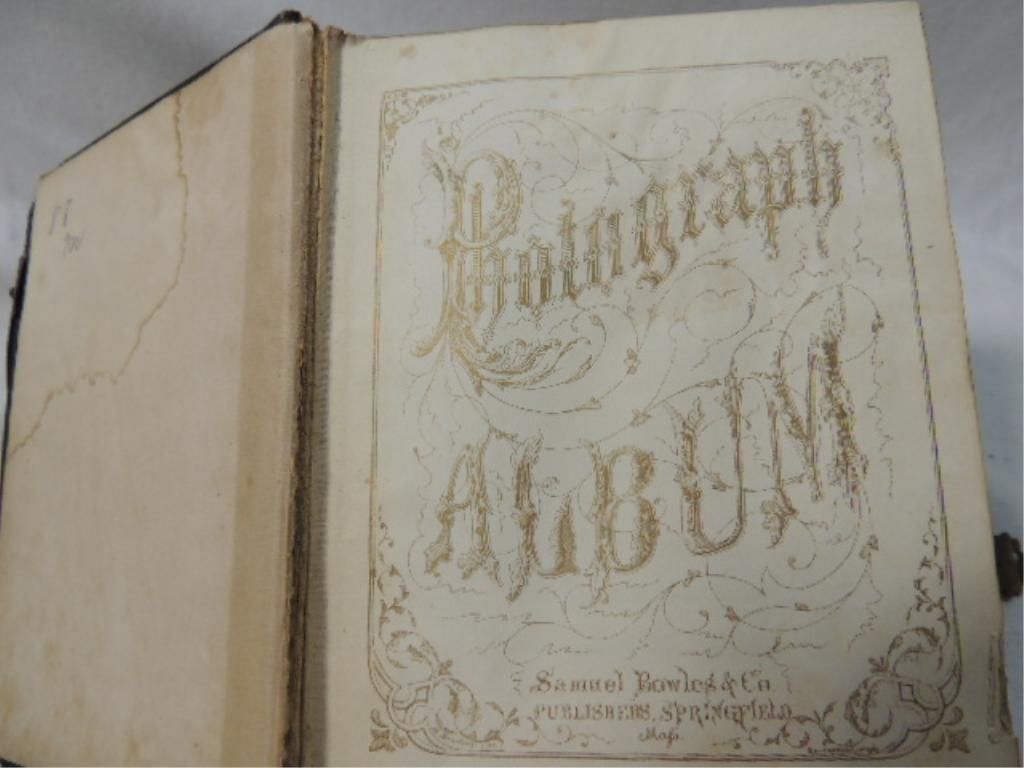 Photograph
ALBUM
Samuel Bowles & Co
PUBLISHERS, SPRINGFIELD
Mass.